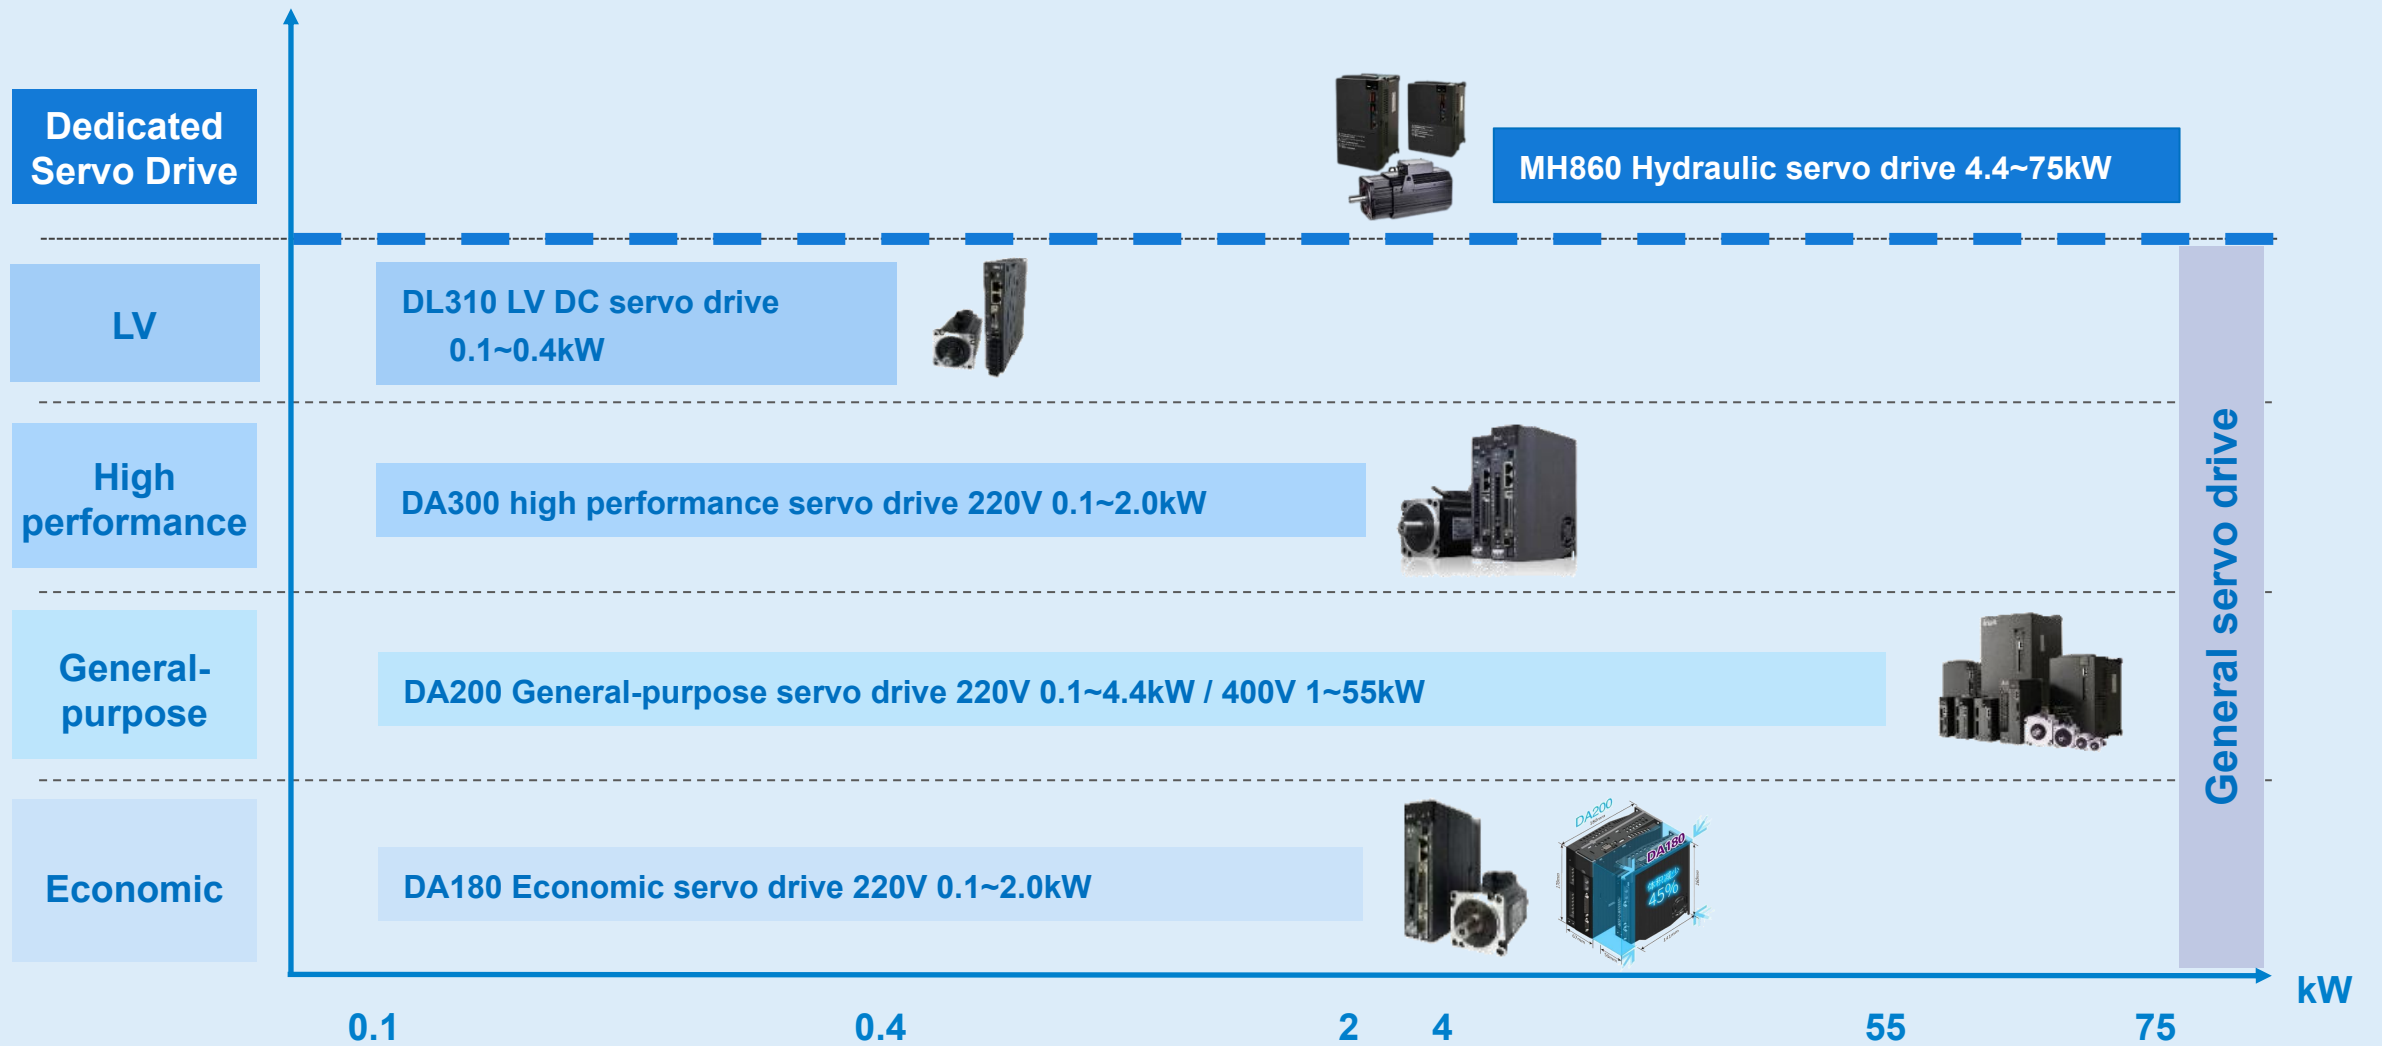 Dedicated
Servo Drive
MH860 Hydraulic servo drive 4.4~75kW
LV
DL310 LV DC servo drive
0.1~0.4kW
High
performance
DA300 high performance servo drive 220V 0.1~2.0kW
General-
purpose
DA200 General-purpose servo drive 220V 0.1~4.4kW / 400V 1~55kW
Economic
DA180 Economic servo drive 220V 0.1~2.0kW
DA200
DA180
45%
General servo drive
kW
0.1
0.4
2
4
55
75